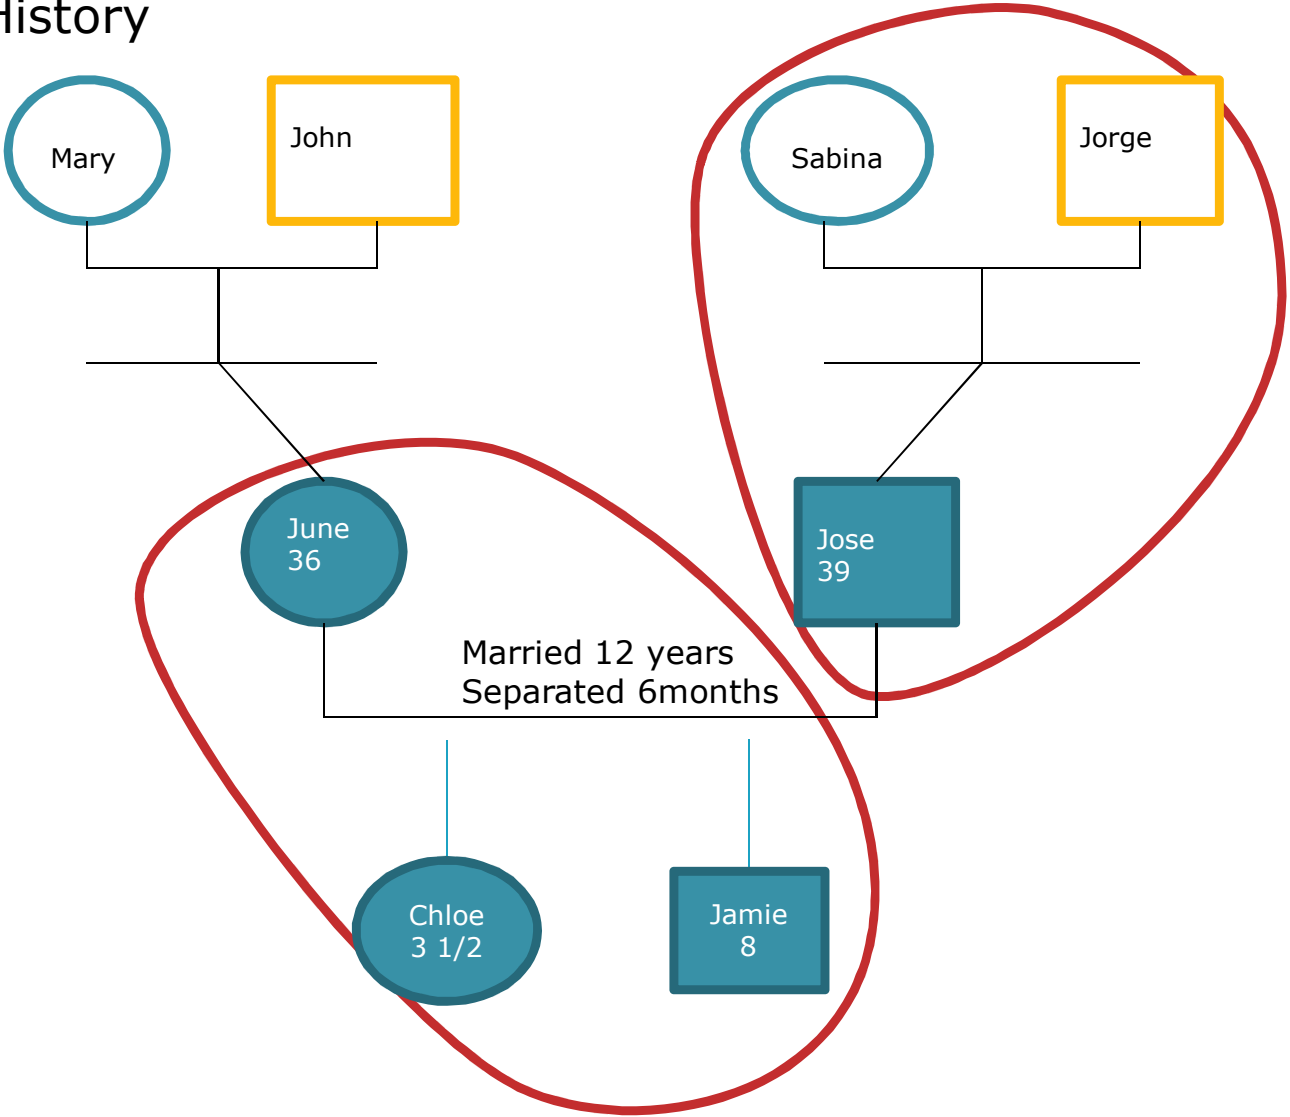 History
Mary
John
Sabina
Jorge
June
36
Jose
39
Married 12 years
Separated 6months
Chloe
3 1/2
Jamie
8